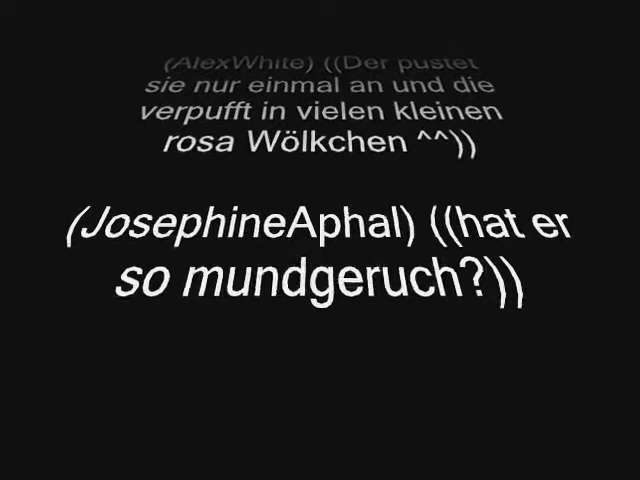 (AlexWhite) ((Der pustet
sie nur einmal an und die
verpufft in vielen kleinen
rosa Wölkchen ^^))
(JosephineAphal) ((hat er
so mundgeruch?))